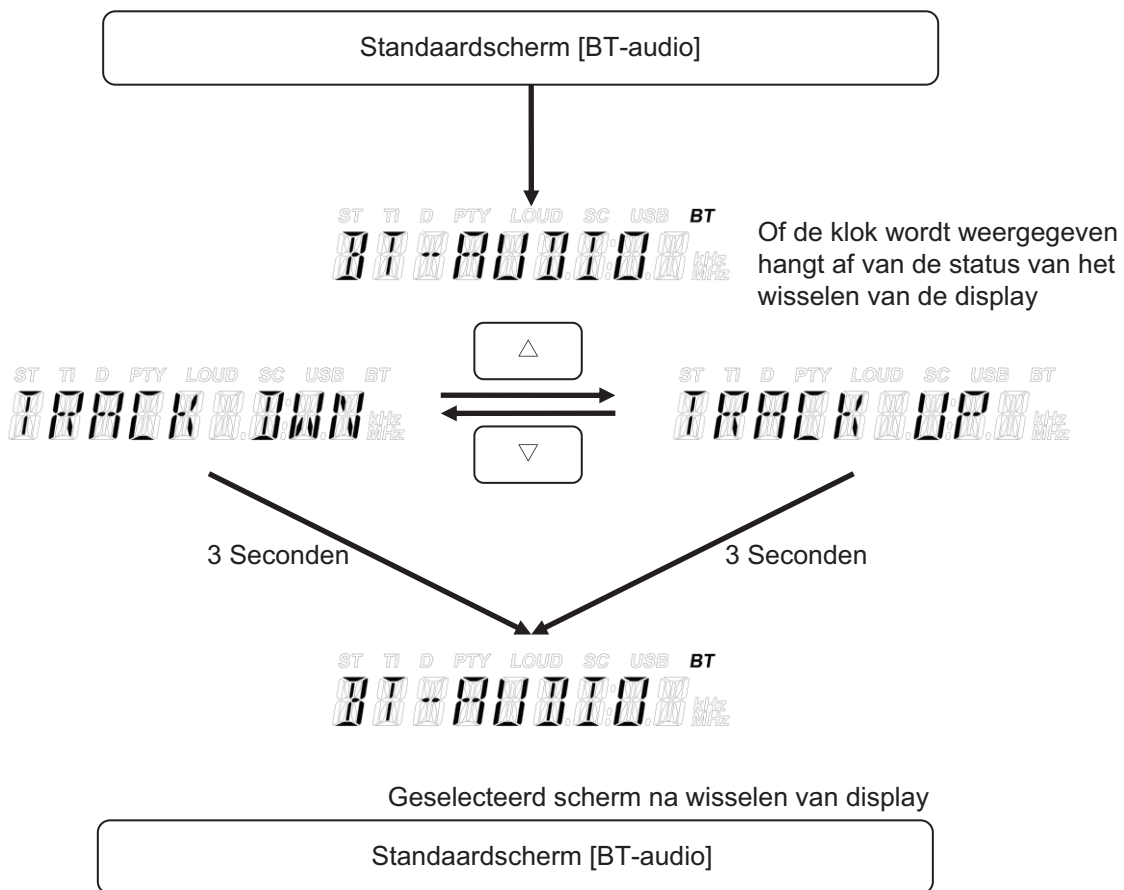 Standaardscherm [BT-audio]
ST TI D PTY LOUD SC USB BT
BT-AUDIO
kHz
MHz
Of de klok wordt weergegeven
hangt af van de status van het
wisselen van de display
△
ST TI D PTY LOUD SC USB BT
TRACK DWN
kHz
MHz
ST TI D PTY LOUD SC USB BT
TRACK UP
kHz
MHz
▽
3 Seconden
3 Seconden
ST TI D PTY LOUD SC USB BT
BT-AUDIO
kHz
MHz
Geselecteerd scherm na wisselen van display
Standaardscherm [BT-audio]